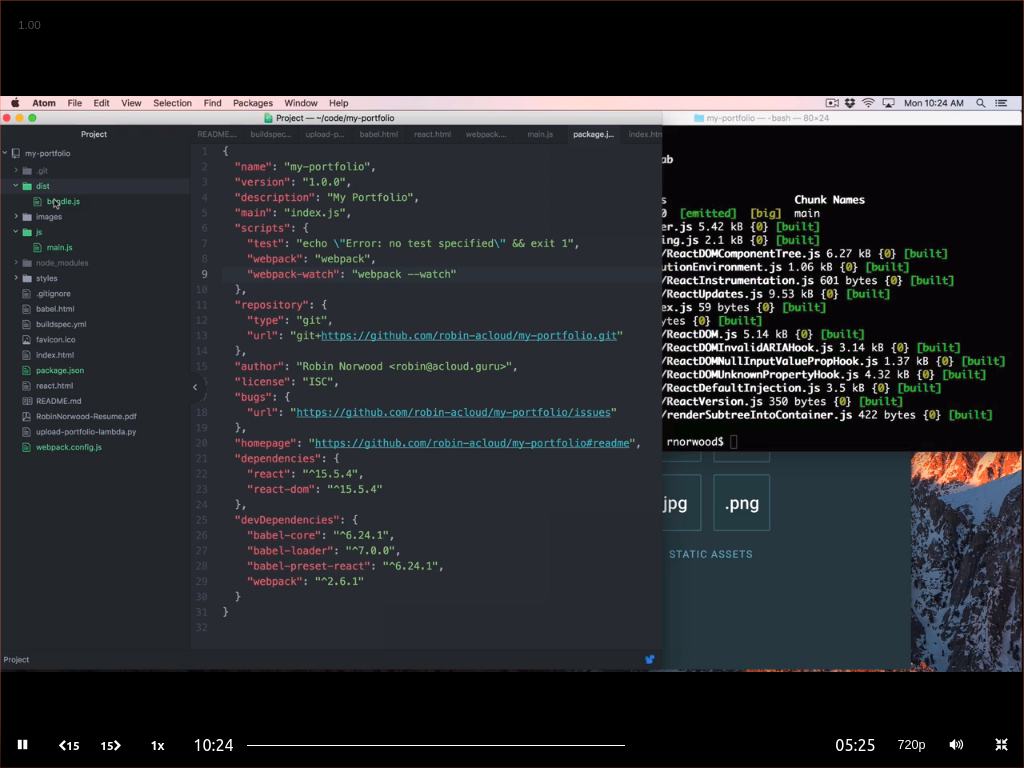 1.00
Atom File Edit View Selection Find Packages Window Help Mon 10:24 AM
Project — ~/code/my-portfolio
my-portfolio — -bash — 80×24
Project
README... buildspec... upload-p... babel.html react.html webpack.... main.js package.j... index.htm
my-portfolio
.git
dist
js
images
js
main.js
node_modules
styles
.gitignore
babel.html
buildspec.yml
favicon.ico
index.html
package.json
react.html
README.md
RobinNorwood-Resume.pdf
upload-portfolio-lambda.py
webpack.config.js
Project
1 {
2 "name": "my-portfolio",
3 "version": "1.0.0",
4 "description": "My Portfolio",
5 "main": "index.js",
6 "scripts": {
7 "test": "echo \"Error: no test specified\" && exit 1",
8 "webpack": "webpack",
9 "webpack-watch": "webpack --watch"
10 },
11 "repository": {
12 "type": "git",
13 "url": "git+https://github.com/robin-acloud/my-portfolio.git"
14 },
15 "author": "Robin Norwood <robin@acloud.guru>",
16 "license": "ISC",
"bugs": {
18 "url": "https://github.com/robin-acloud/my-portfolio/issues"
19 },
20 "homepage": "https://github.com/robin-acloud/my-portfolio#readme",
21 "dependencies": {
22 "react": "^15.5.4",
23 "react-dom": "^15.5.4"
24 },
25 "devDependencies": {
26 "babel-core": "^6.24.1",
27 "babel-loader": "^7.0.0",
28 "babel-preset-react": "^6.24.1",
29 "webpack": "^2.6.1"
30 }
31 }
32
ab
s Chunk Names
0 [emitted] [big] main
er.js 5.42 kB {0} [built]
ing.js 2.1 kB {0} [built]
/ReactDOMComponentTree.js 6.27 kB {0} [built]
utionEnvironment.js 1.06 kB {0} [built]
/ReactInstrumentation.js 601 bytes {0} [built]
/ReactUpdates.js 9.53 kB {0} [built]
ex.js 59 bytes {0} [built]
ytes {0} [built]
/ReactDOM.js 5.14 kB {0} [built]
/ReactDOMInvalidARIAHook.js 3.14 kB {0} [built]
/ReactDOMNullInputValuePropHook.js 1.37 kB {0} [built]
/ReactDOMUnknownPropertyHook.js 4.32 kB {0} [built]
/ReactDefaultInjection.js 3.5 kB {0} [built]
/ReactVersion.js 350 bytes {0} [built]
/renderSubtreeIntoContainer.js 422 bytes {0} [built]
rnorwood$
jpg .png
STATIC ASSETS
15 15 1x 10:24 05:25 720p